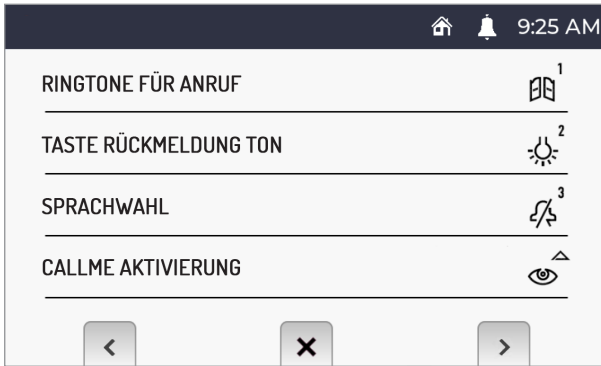 9:25 AM
RINGTONE FÜR ANRUF 1
TASTE RÜCKMELDUNG TON 2
SPRACHWAHL 3
CALLME AKTIVIERUNG